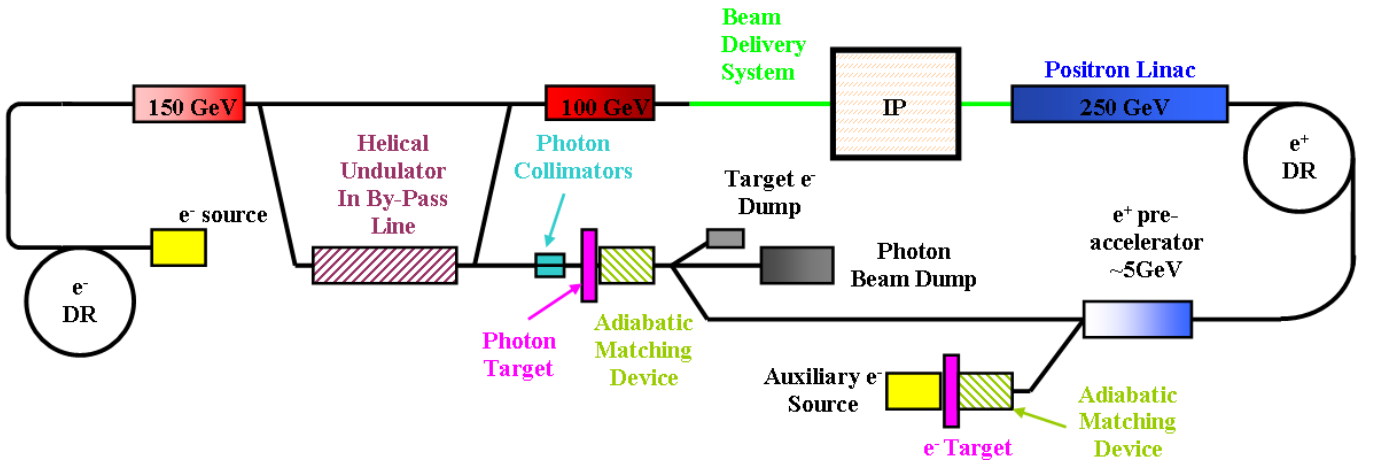 Beam
Delivery
System
150 GeV
100 GeV
IP
Positron Linac
250 GeV
Helical
Undulator
In By-Pass
Line
Photon
Collimators
e⁺
DR
Target e⁻
Dump
e⁻ source
e⁺ pre-
accelerator
~5GeV
Photon
Beam Dump
e⁻
DR
Photon
Target
Adiabatic
Matching
Device
Auxiliary e⁻
Source
e⁻ Target
Adiabatic
Matching
Device